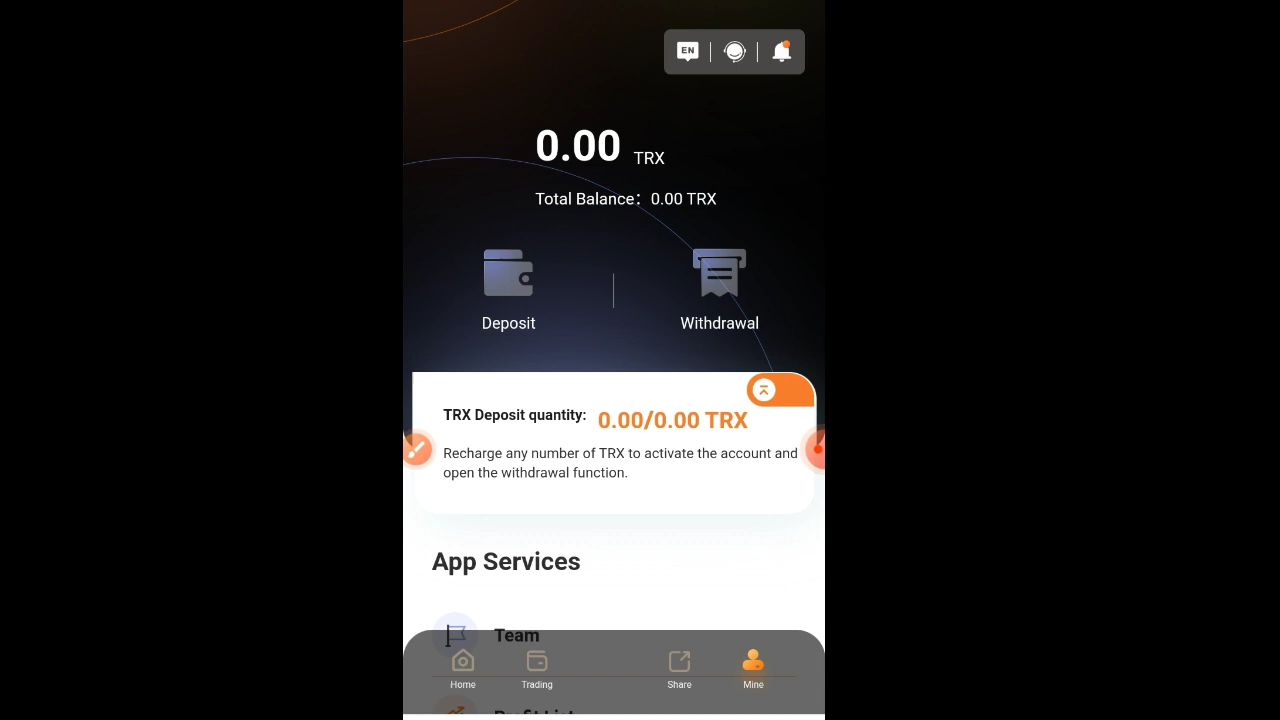 EN
0.00 TRX
Total Balance: 0.00 TRX
Deposit
Withdrawal
TRX Deposit quantity: 0.00/0.00 TRX
Recharge any number of TRX to activate the account and
open the withdrawal function.
App Services
Team
Home
Trading
Share
Mine
Profit List